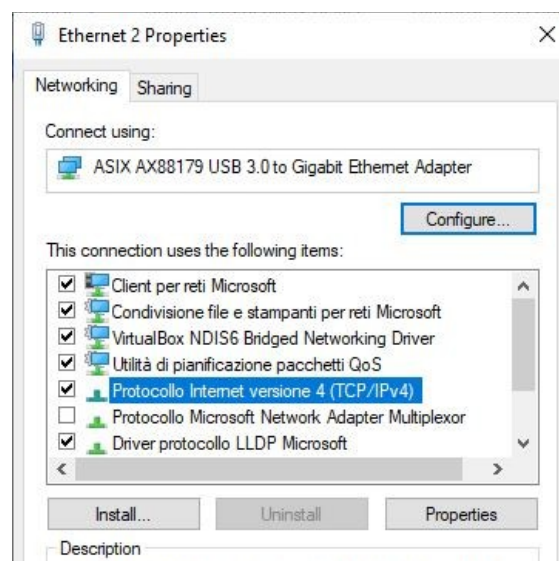 Ethernet 2 Properties
Networking
Sharing
Connect using:
ASIX AX88179 USB 3.0 to Gigabit Ethernet Adapter
Configure...
This connection uses the following items:
Client per reti Microsoft
Condivisione file e stampanti per reti Microsoft
VirtualBox NDIS6 Bridged Networking Driver
Utilità di pianificazione pacchetti QoS
Protocollo Internet versione 4 (TCP/IPv4)
Protocollo Microsoft Network Adapter Multiplexor
Driver protocollo LLDP Microsoft
Install...
Uninstall
Properties
Description